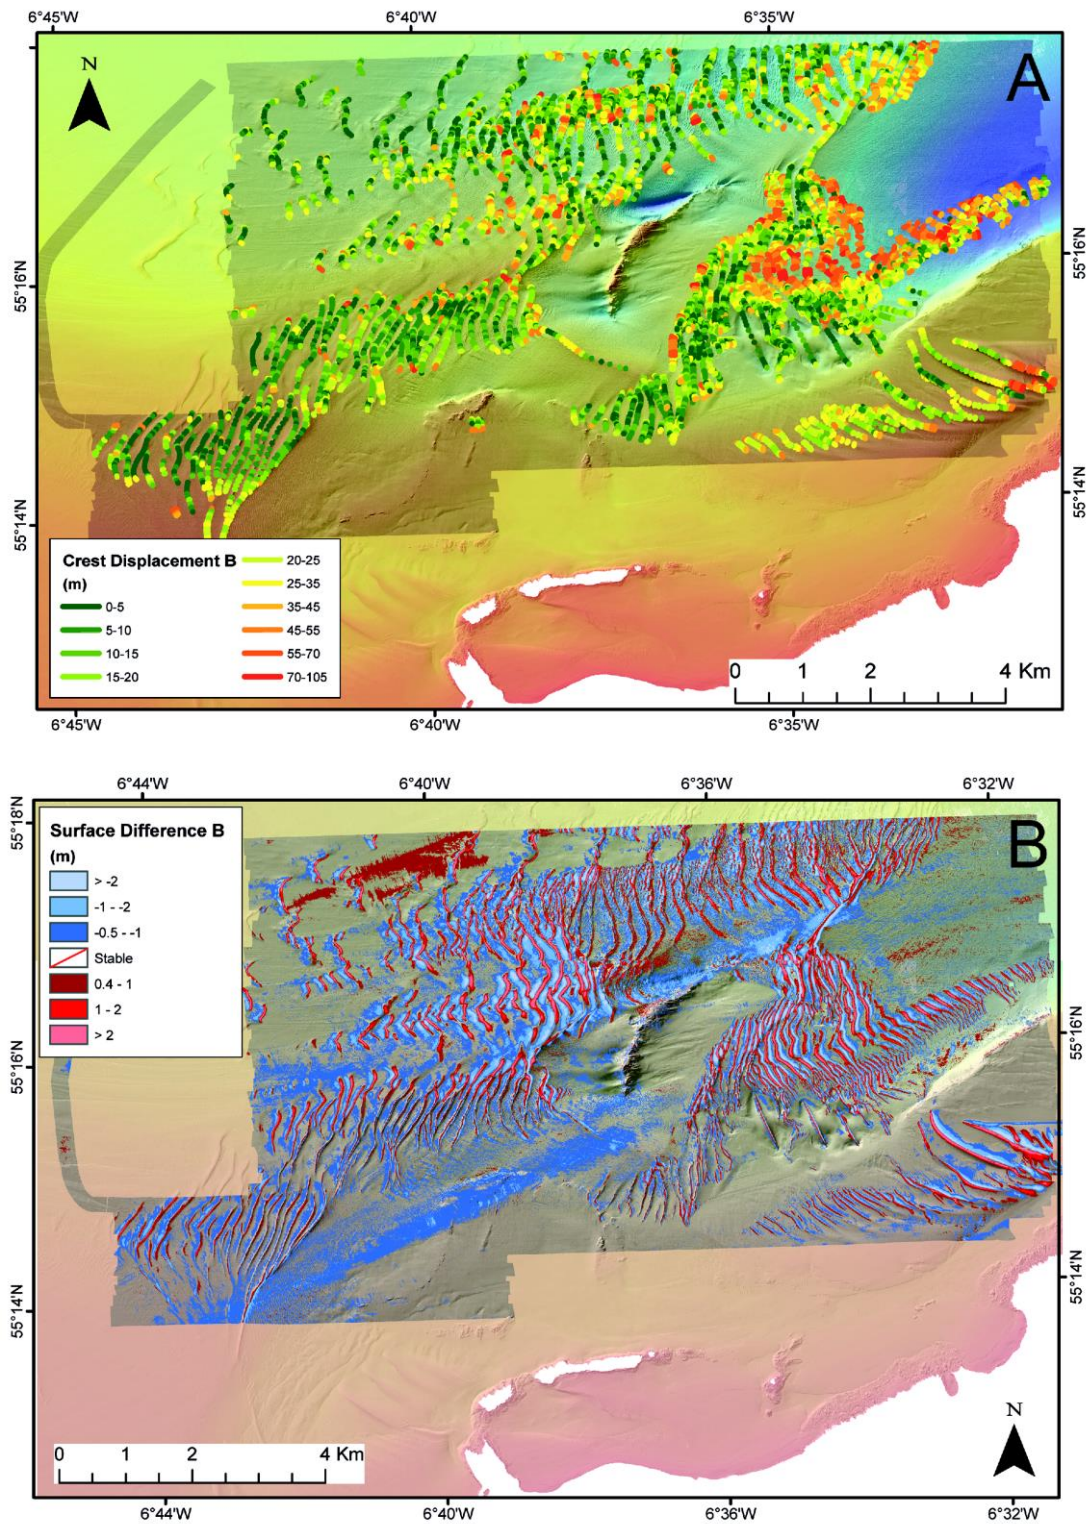 6°45'W 6°40'W 6°35'W
A
N
55°16'N 55°16'N
55°14'N 55°14'N
Crest Displacement B
(m)
0-5
5-10
10-15
15-20
20-25
25-35
35-45
45-55
55-70
70-105
0 1 2 4 Km
6°45'W 6°40'W 6°35'W
6°44'W 6°40'W 6°36'W 6°32'W
55°18'N
B
Surface Difference B
(m)
> -2
-1 - -2
-0.5 - -1
Stable
0.4 - 1
1 - 2
> 2
55°16'N 55°16'N
55°14'N 55°14'N
0 1 2 4 Km
N
6°44'W 6°40'W 6°36'W 6°32'W